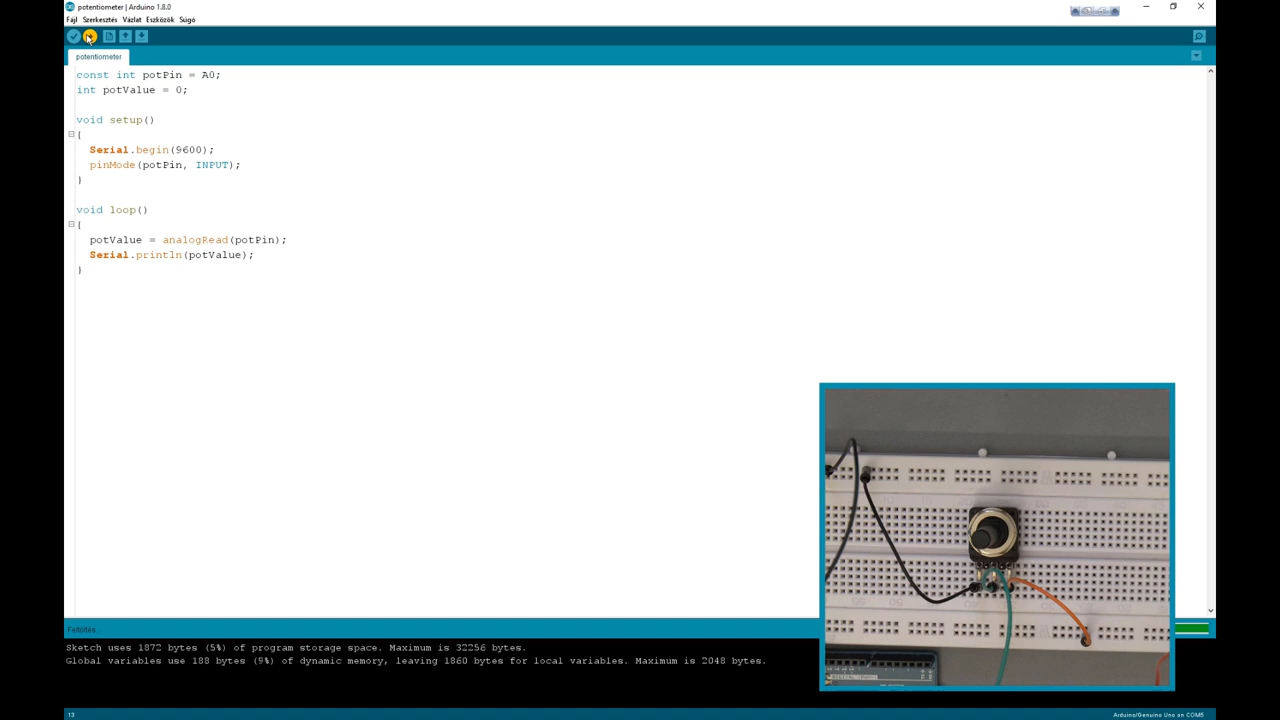 potentiometer | Arduino 1.8.0
Fájl Szerkesztés Vázlat Eszközök Súgó
potentiometer
const int potPin = A0;
int potValue = 0;
void setup()
{
Serial.begin(9600);
pinMode(potPin, INPUT);
}
void loop()
{
potValue = analogRead(potPin);
Serial.println(potValue);
}
Feltöltés...
Sketch uses 1872 bytes (5%) of program storage space. Maximum is 32256 bytes.
Global variables use 188 bytes (9%) of dynamic memory, leaving 1860 bytes for local variables. Maximum is 2048 bytes.
13
Arduino/Genuino Uno on COM5